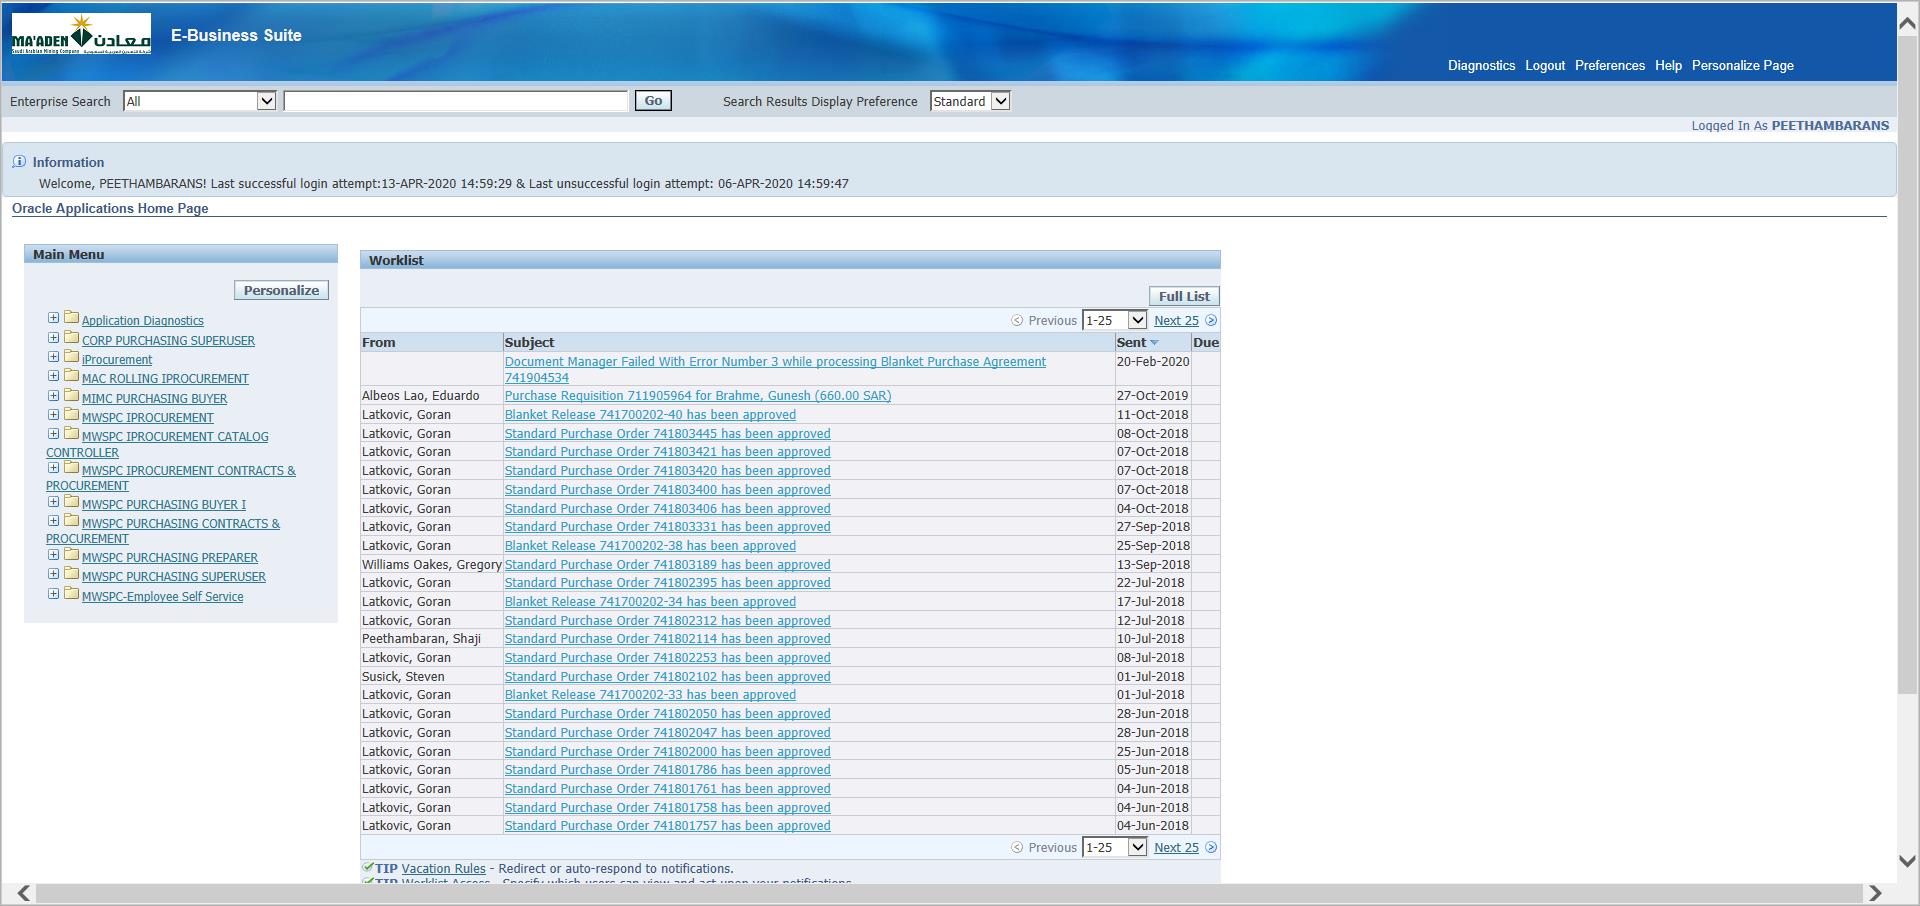 MA'ADEN معادن
Saudi Arabian Mining Company
E-Business Suite
Diagnostics Logout Preferences Help Personalize Page
Enterprise Search All Go Search Results Display Preference Standard
Logged In As PEETHAMBARANS
Information
Welcome, PEETHAMBARANS! Last successful login attempt:13-APR-2020 14:59:29 & Last unsuccessful login attempt: 06-APR-2020 14:59:47
Oracle Applications Home Page
Main Menu
Personalize
Application Diagnostics
CORP PURCHASING SUPERUSER
iProcurement
MAC ROLLING IPROCUREMENT
MIMC PURCHASING BUYER
MWSPC IPROCUREMENT
MWSPC IPROCUREMENT CATALOG
CONTROLLER
MWSPC IPROCUREMENT CONTRACTS &
PROCUREMENT
MWSPC PURCHASING BUYER I
MWSPC PURCHASING CONTRACTS &
PROCUREMENT
MWSPC PURCHASING PREPARER
MWSPC PURCHASING SUPERUSER
MWSPC-Employee Self Service
Worklist
Full List
Previous 1-25 Next 25
From Subject Sent Due
Document Manager Failed With Error Number 3 while processing Blanket Purchase Agreement 20-Feb-2020
741904534
Albeos Lao, Eduardo Purchase Requisition 711905964 for Brahme, Gunesh (660.00 SAR) 27-Oct-2019
Latkovic, Goran Blanket Release 741700202-40 has been approved 11-Oct-2018
Latkovic, Goran Standard Purchase Order 741803445 has been approved 08-Oct-2018
Latkovic, Goran Standard Purchase Order 741803421 has been approved 07-Oct-2018
Latkovic, Goran Standard Purchase Order 741803420 has been approved 07-Oct-2018
Latkovic, Goran Standard Purchase Order 741803400 has been approved 07-Oct-2018
Latkovic, Goran Standard Purchase Order 741803406 has been approved 04-Oct-2018
Latkovic, Goran Standard Purchase Order 741803331 has been approved 27-Sep-2018
Latkovic, Goran Blanket Release 741700202-38 has been approved 25-Sep-2018
Williams Oakes, Gregory Standard Purchase Order 741803189 has been approved 13-Sep-2018
Latkovic, Goran Standard Purchase Order 741802395 has been approved 22-Jul-2018
Latkovic, Goran Blanket Release 741700202-34 has been approved 17-Jul-2018
Latkovic, Goran Standard Purchase Order 741802312 has been approved 12-Jul-2018
Peethambaran, Shaji Standard Purchase Order 741802114 has been approved 10-Jul-2018
Latkovic, Goran Standard Purchase Order 741802253 has been approved 08-Jul-2018
Susick, Steven Standard Purchase Order 741802102 has been approved 01-Jul-2018
Latkovic, Goran Blanket Release 741700202-33 has been approved 01-Jul-2018
Latkovic, Goran Standard Purchase Order 741802050 has been approved 28-Jun-2018
Latkovic, Goran Standard Purchase Order 741802047 has been approved 28-Jun-2018
Latkovic, Goran Standard Purchase Order 741802000 has been approved 25-Jun-2018
Latkovic, Goran Standard Purchase Order 741801786 has been approved 05-Jun-2018
Latkovic, Goran Standard Purchase Order 741801761 has been approved 04-Jun-2018
Latkovic, Goran Standard Purchase Order 741801758 has been approved 04-Jun-2018
Latkovic, Goran Standard Purchase Order 741801757 has been approved 04-Jun-2018
Previous 1-25 Next 25
TIP Vacation Rules - Redirect or auto-respond to notifications.
TIP Worklist Access - Specify which users can view and act upon your notifications.